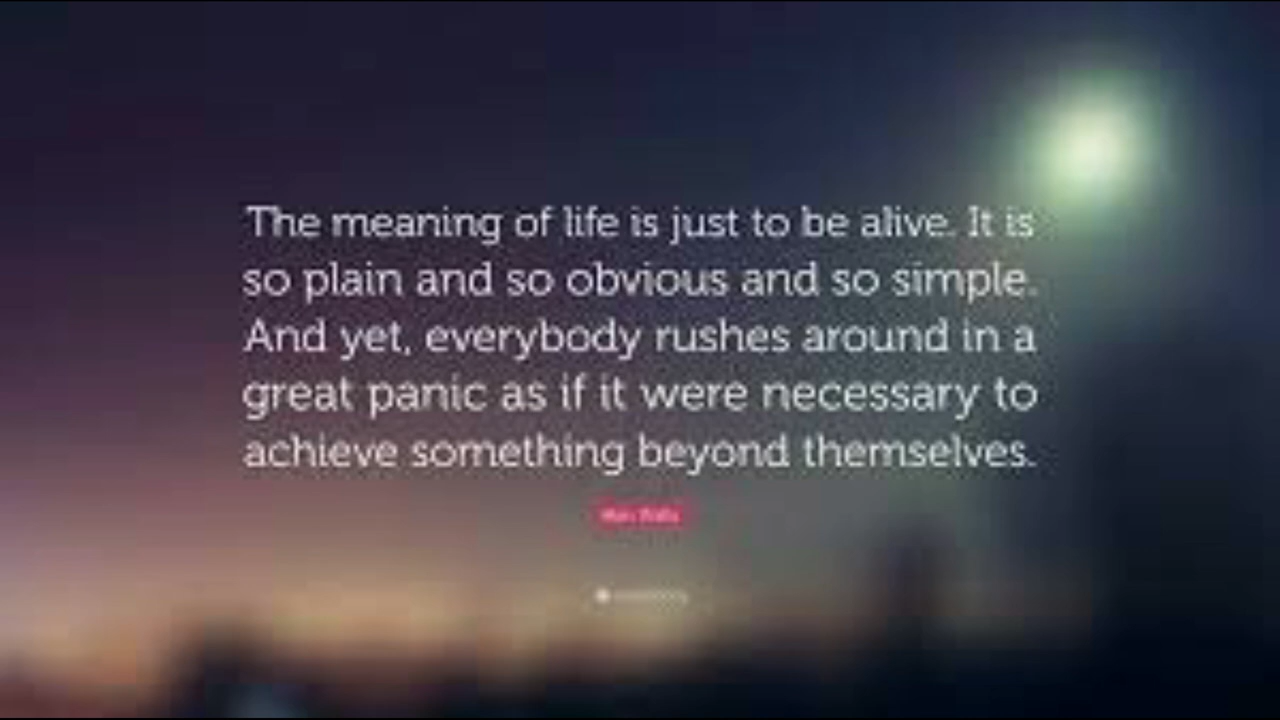 The meaning of life is just to be alive. It is
so plain and so obvious and so simple.
And yet, everybody rushes around in a
great panic as if it were necessary to
achieve something beyond themselves.